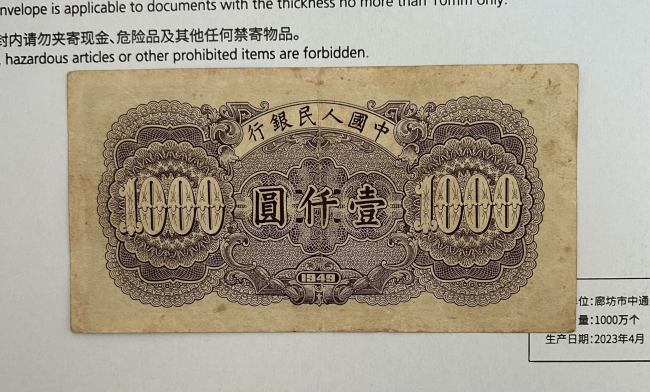 nvelope is applicable to documents with the thickness no more than 10mm only.
封内请勿夹寄现金、危险品及其他任何禁寄物品。
, hazardous articles or other prohibited items are forbidden.
中國人民銀行
1000
壹仟圓
1000
1949
位:廊坊市中通
量:1000万个
生产日期:2023年4月